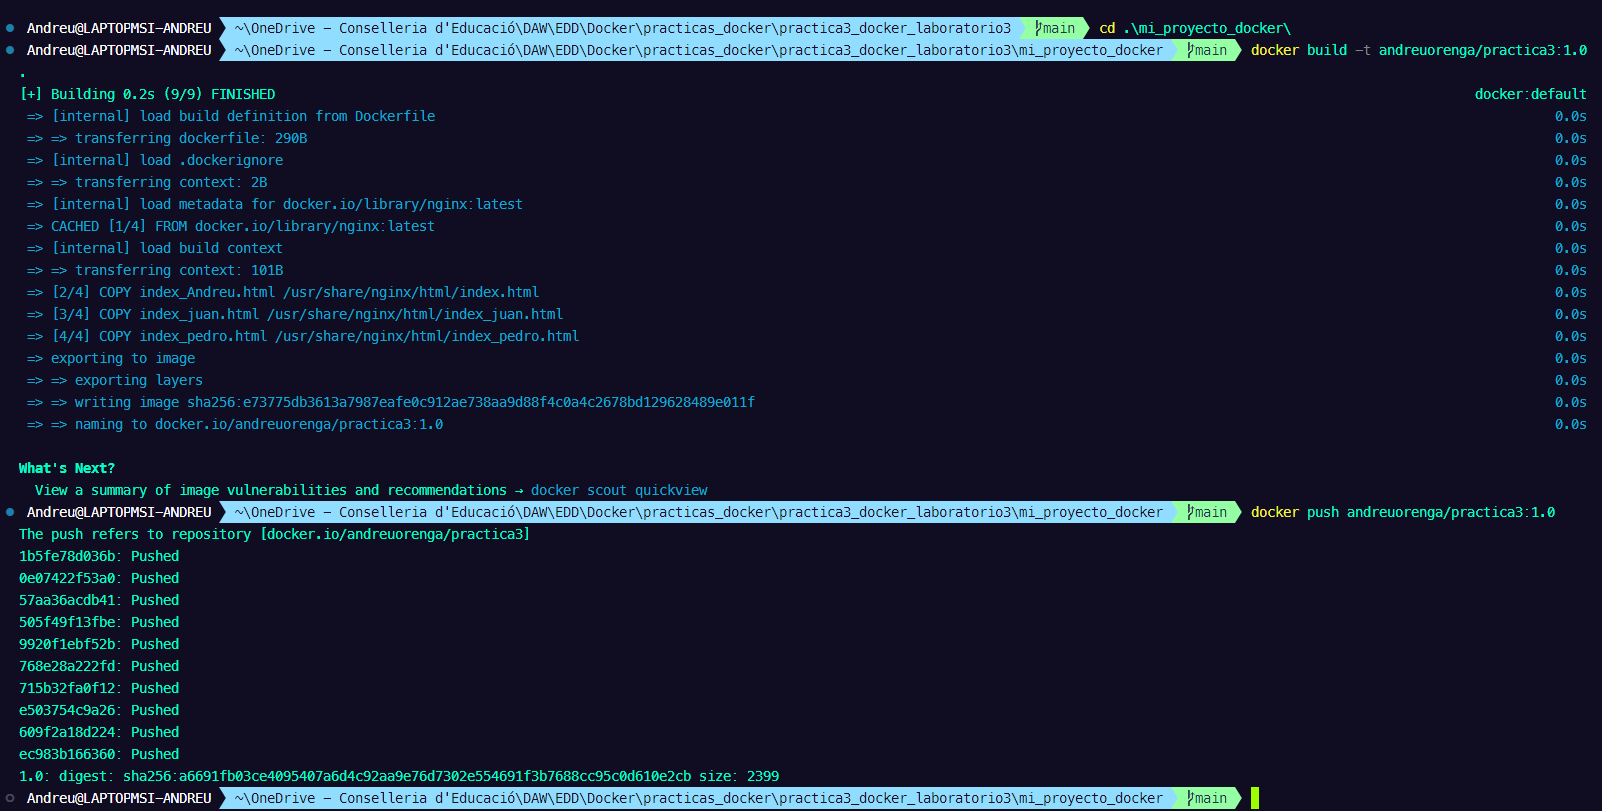 Andreu@LAPTOPMSI-ANDREU ~\OneDrive - Conselleria d'Educació\DAW\EDD\Docker\practicas_docker\practica3_docker_laboratorio3 main cd .\mi_proyecto_docker\
Andreu@LAPTOPMSI-ANDREU ~\OneDrive - Conselleria d'Educació\DAW\EDD\Docker\practicas_docker\practica3_docker_laboratorio3\mi_proyecto_docker main docker build -t andreuorenga/practica3:1.0
.
[+] Building 0.2s (9/9) FINISHED docker:default
=> [internal] load build definition from Dockerfile 0.0s
=> => transferring dockerfile: 290B 0.0s
=> [internal] load .dockerignore 0.0s
=> => transferring context: 2B 0.0s
=> [internal] load metadata for docker.io/library/nginx:latest 0.0s
=> CACHED [1/4] FROM docker.io/library/nginx:latest 0.0s
=> [internal] load build context 0.0s
=> => transferring context: 101B 0.0s
=> [2/4] COPY index_Andreu.html /usr/share/nginx/html/index.html 0.0s
=> [3/4] COPY index_juan.html /usr/share/nginx/html/index_juan.html 0.0s
=> [4/4] COPY index_pedro.html /usr/share/nginx/html/index_pedro.html 0.0s
=> exporting to image 0.0s
=> => exporting layers 0.0s
=> => writing image sha256:e73775db3613a7987eafe0c912ae738aa9d88f4c0a4c2678bd129628489e011f 0.0s
=> => naming to docker.io/andreuorenga/practica3:1.0 0.0s
What's Next?
View a summary of image vulnerabilities and recommendations → docker scout quickview
Andreu@LAPTOPMSI-ANDREU ~\OneDrive - Conselleria d'Educació\DAW\EDD\Docker\practicas_docker\practica3_docker_laboratorio3\mi_proyecto_docker main docker push andreuorenga/practica3:1.0
The push refers to repository [docker.io/andreuorenga/practica3]
1b5fe78d036b: Pushed
0e07422f53a0: Pushed
57aa36acdb41: Pushed
505f49f13fbe: Pushed
9920f1ebf52b: Pushed
768e28a222fd: Pushed
715b32fa0f12: Pushed
e503754c9a26: Pushed
609f2a18d224: Pushed
ec983b166360: Pushed
1.0: digest: sha256:a6691fb03ce4095407a6d4c92aa9e76d7302e554691f3b7688cc95c0d610e2cb size: 2399
Andreu@LAPTOPMSI-ANDREU ~\OneDrive - Conselleria d'Educació\DAW\EDD\Docker\practicas_docker\practica3_docker_laboratorio3\mi_proyecto_docker main